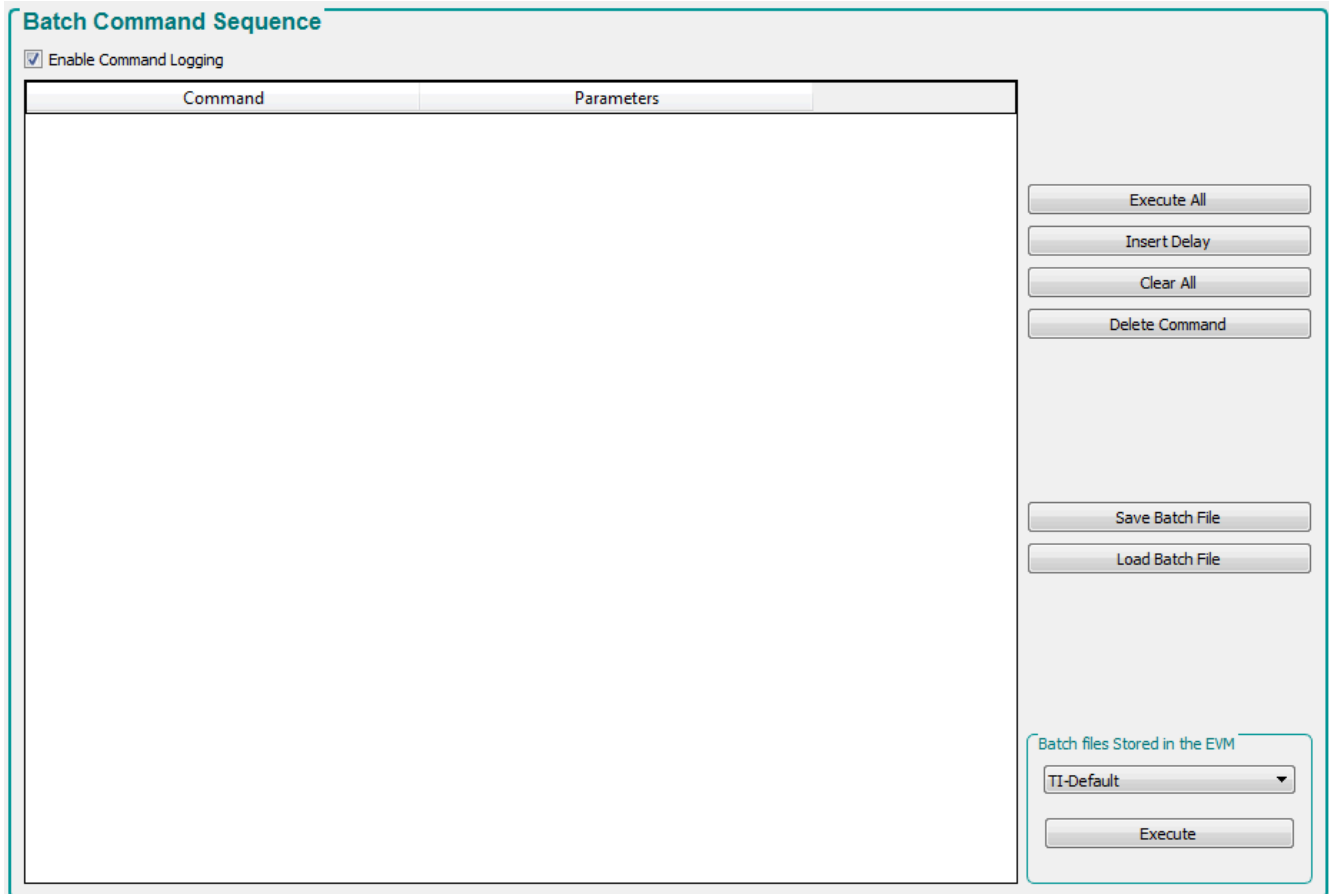 Batch Command Sequence
Enable Command Logging
Command Parameters
Execute All
Insert Delay
Clear All
Delete Command
Save Batch File
Load Batch File
Batch files Stored in the EVM
TI-Default
Execute